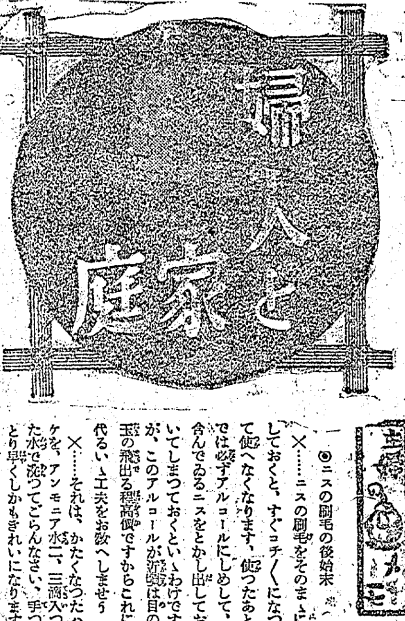 婦人と
家庭
主婦のメモ
◎ニスの刷毛の後始末
×……ニスの刷毛をそのまゝに
しておくと、すぐコチ／＼になつ
て使へなくなります、使つたあと
では必ずアルコールにしめして、
含んでゐるニスをとかし出してお
いてしまつておくといゝわけです
が、このアルコールが近頃は目の
玉の飛出る程高價ですからこれに
代るいゝ工夫をお敎へしませう
×……それは、かたくなつたハ
ケを、アンモニア水二、三滴入つ
た水で洗つてごらんなさい、手つ
とり早くしかもきれいになります